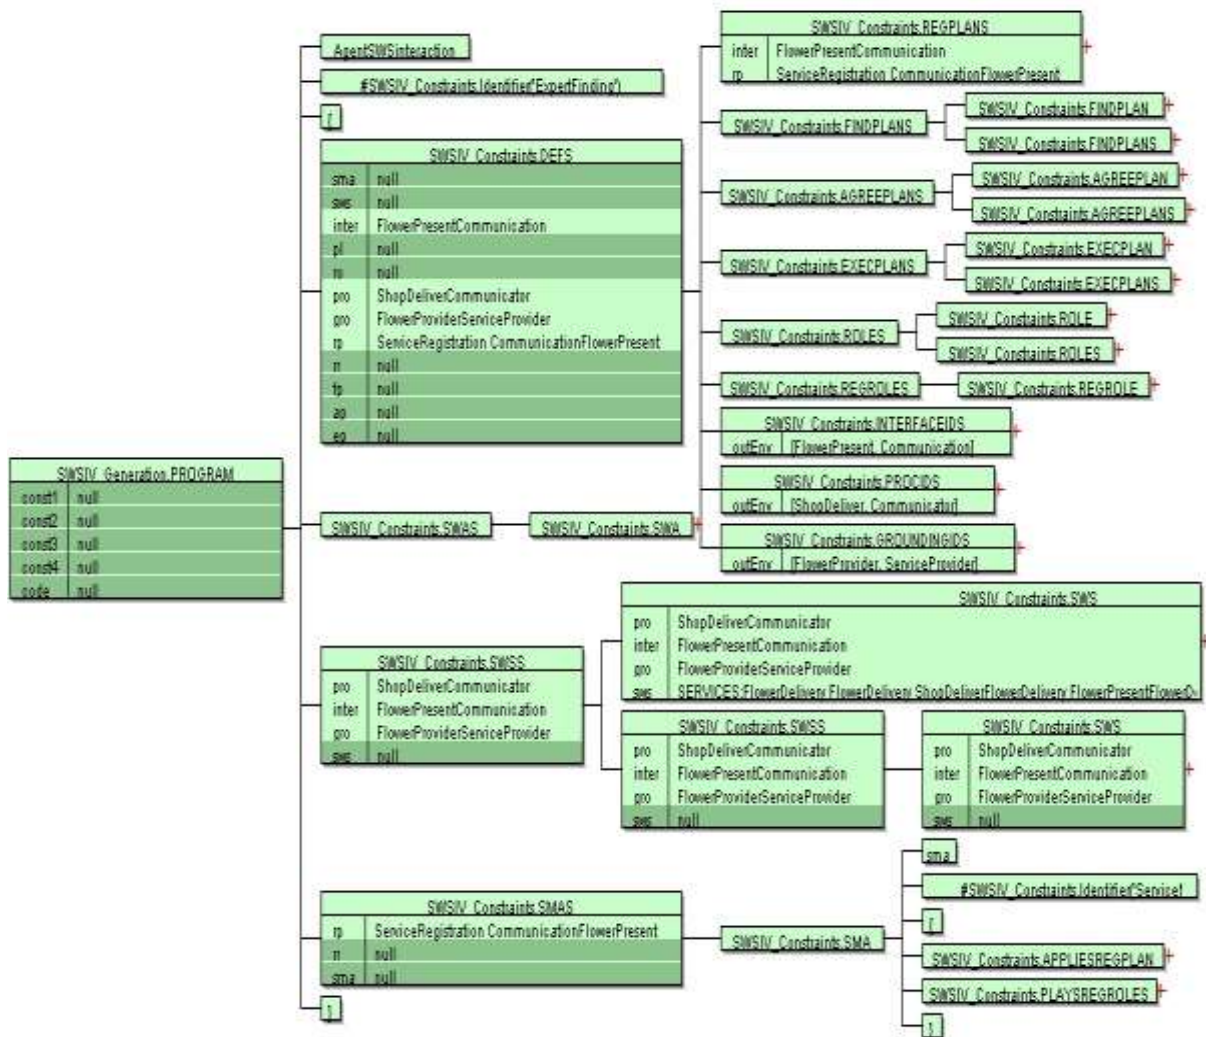 SWSIV_Generation.PROGRAM
const1 null
const2 null
const3 null
const4 null
code null
AgentSWSinteraction
#SWSIV_Constraints.Identifier'ExpertFinding')
SWSIV_Constraints.DEFS
sma null
sws null
inter FlowerPresentCommunication
pl null
ro null
pro ShopDeliverCommunicator
gro FlowerProviderServiceProvider
rp ServiceRegistration CommunicationFlowerPresent
rr null
fp null
ap null
ep null
SWSIV_Constraints.REGPLANS
inter FlowerPresentCommunication
rp ServiceRegistration CommunicationFlowerPresent
SWSIV_Constraints.FINDPLANS
SWSIV_Constraints.FINDPLAN
SWSIV_Constraints.FINDPLANS
SWSIV_Constraints.AGREEPLANS
SWSIV_Constraints.AGREEPLAN
SWSIV_Constraints.AGREEPLANS
SWSIV_Constraints.EXECPLANS
SWSIV_Constraints.EXECPLAN
SWSIV_Constraints.EXECPLANS
SWSIV_Constraints.ROLES
SWSIV_Constraints.ROLE
SWSIV_Constraints.ROLES
SWSIV_Constraints.REGROLES
SWSIV_Constraints.REGROLE
SWSIV_Constraints.INTERFACEIDS
outEnv [FlowerPresent, Communication]
SWSIV_Constraints.PROCIDS
outEnv [ShopDeliver, Communicator]
SWSIV_Constraints.GROUNDINGIDS
outEnv [FlowerProvider, ServiceProvider]
SWSIV_Constraints.SWAS
SWSIV_Constraints.SWA
SWSIV_Constraints.SWSS
pro ShopDeliverCommunicator
inter FlowerPresentCommunication
gro FlowerProviderServiceProvider
sws null
SWSIV_Constraints.SWS
pro ShopDeliverCommunicator
inter FlowerPresentCommunication
gro FlowerProviderServiceProvider
sws SERVICES:FlowerDelivery FlowerDelivery ShopDeliverFlowerDelivery
SWSIV_Constraints.SWSS
pro ShopDeliverCommunicator
inter FlowerPresentCommunication
gro FlowerProviderServiceProvider
sws null
SWSIV_Constraints.SWS
pro ShopDeliverCommunicator
inter FlowerPresentCommunication
gro FlowerProviderServiceProvider
sws null
SWSIV_Constraints.SMAS
rp ServiceRegistration CommunicationFlowerPresent
rr null
sma null
SWSIV_Constraints.SMA
sma
SWSIV_Constraints.APPLIESREGPLAN
SWSIV_Constraints.PLAYSREGROLES